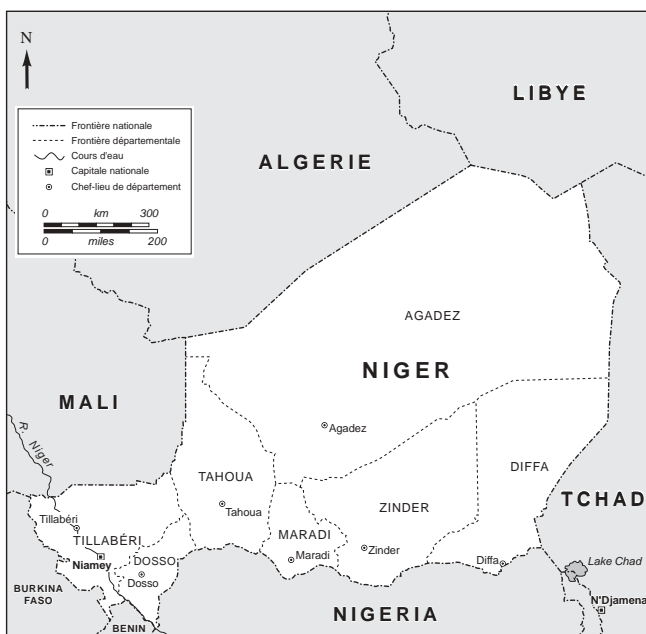 N
LIBYE
Frontière nationale
Frontière départementale
Cours d'eau
Capitale nationale
Chef-lieu de département
0 km 300
0 miles 200
ALGERIE
AGADEZ
NIGER
MALI
R. Niger
Agadez
TAHOUA
DIFFA
Tahoua
ZINDER
TCHAD
Tillabéri
TILLABÉRI
MARADI
Niamey
DOSSO
Maradi
Zinder
Diffa
Lake Chad
Dosso
BURKINA
FASO
N'Djamena
BENIN
NIGERIA